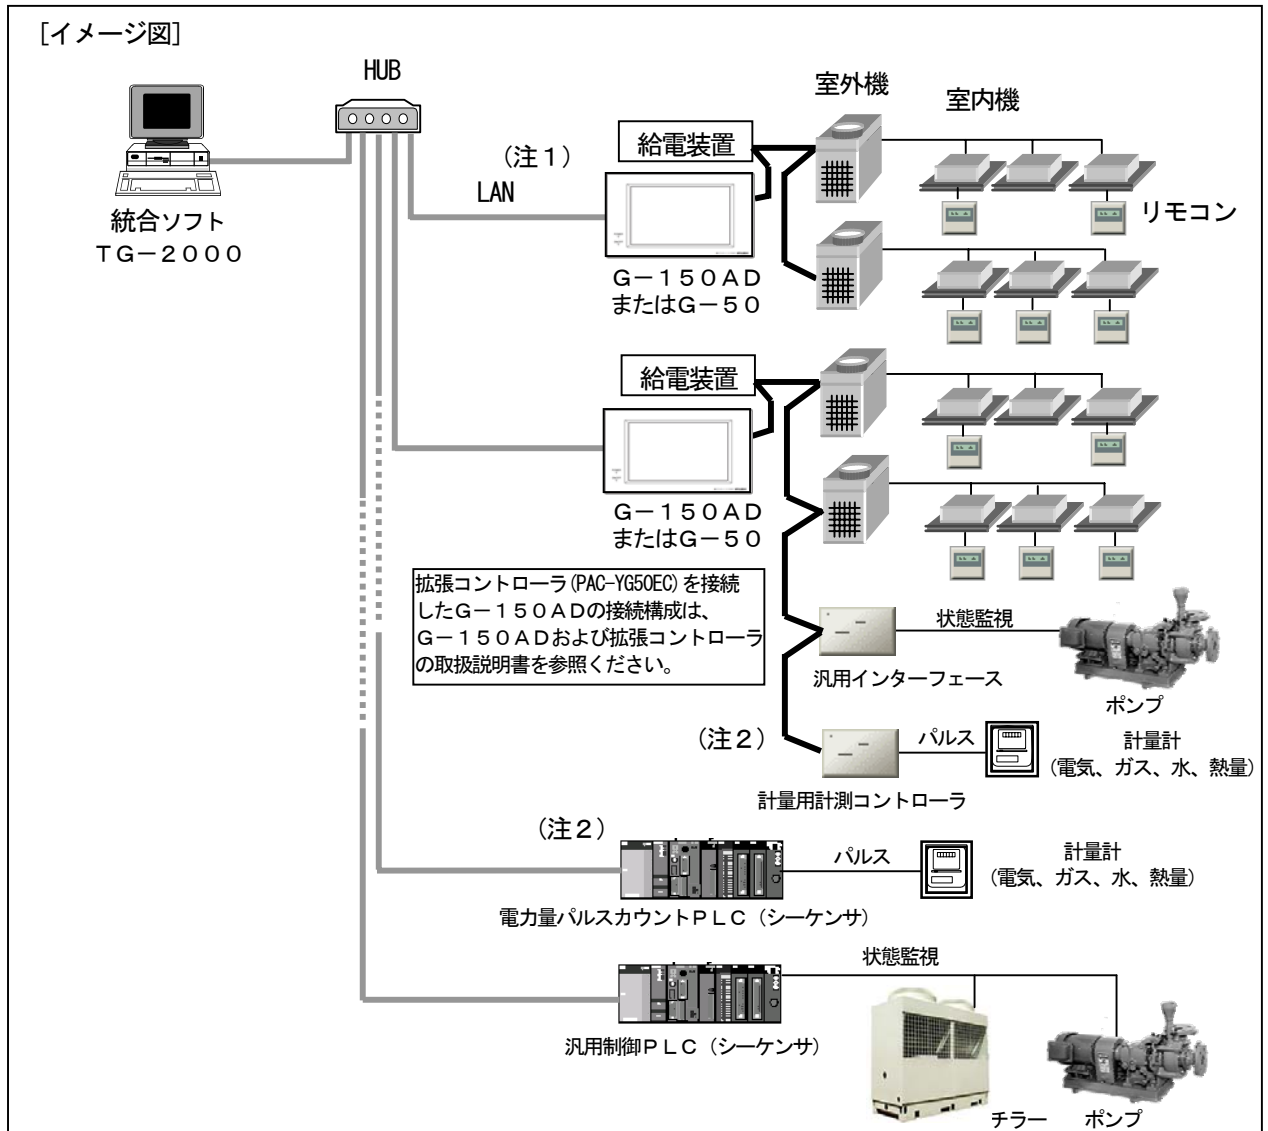 ［イメージ図］
HUB
室外機
室内機
給電装置
（注１）
LAN
リモコン
統合ソフト
ＴＧ－２０００
Ｇ－１５０ＡＤ
またはＧ－５０
給電装置
Ｇ－１５０ＡＤ
またはＧ－５０
拡張コントローラ(PAC-YG50EC)を接続
したＧ－１５０ＡＤの接続構成は、
Ｇ－１５０ＡＤおよび拡張コントローラ
の取扱説明書を参照ください。
状態監視
汎用インターフェース
ポンプ
（注２）
パルス
計量計
（電気、ガス、水、熱量）
計量用計測コントローラ
（注２）
パルス
計量計
（電気、ガス、水、熱量）
電力量パルスカウントＰＬＣ（シーケンサ）
状態監視
汎用制御ＰＬＣ（シーケンサ）
チラー
ポンプ